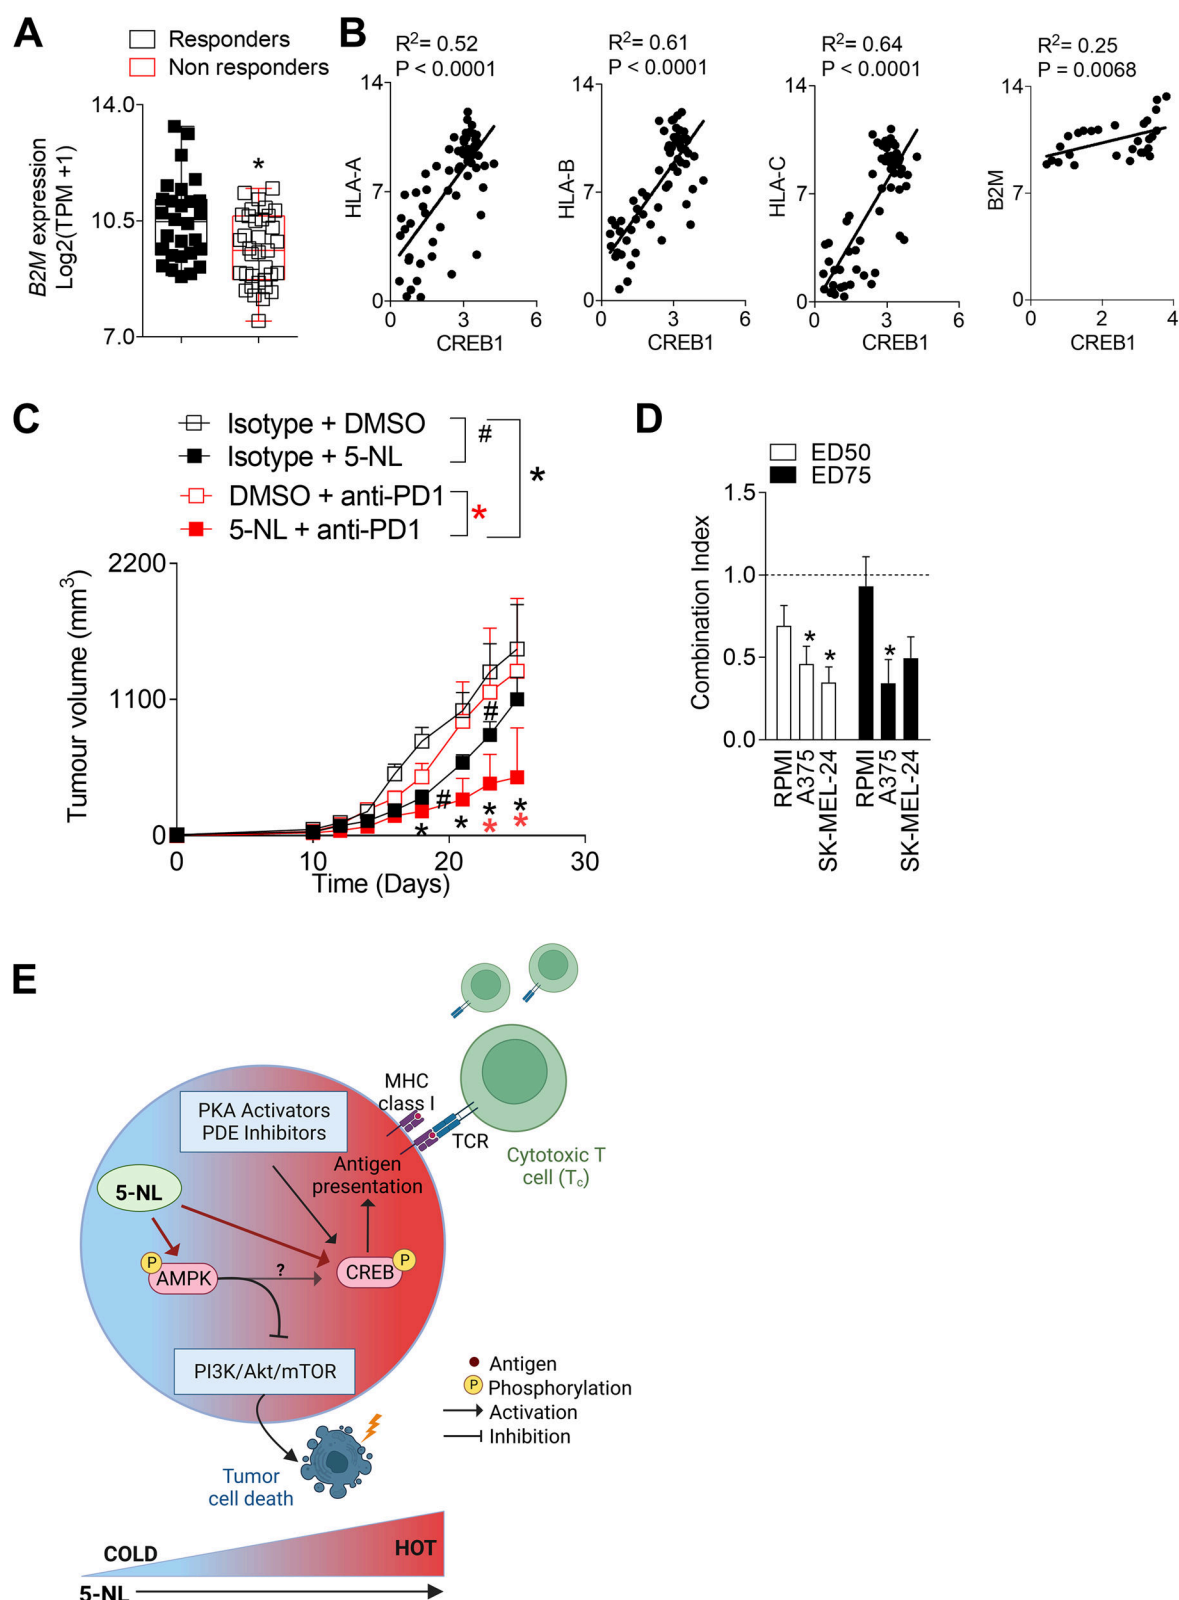 A
Responders
Non responders
B2M expression
Log2(TPM +1)
14.0
10.5
7.0
*
B
R2= 0.52
P < 0.0001
HLA-A
14
7
0
0 3 6
CREB1
R2= 0.61
P < 0.0001
HLA-B
14
7
0
0 3 6
CREB1
R2= 0.64
P < 0.0001
HLA-C
14
7
0
0 3 6
CREB1
R2= 0.25
P = 0.0068
B2M
14
7
0
0 2 4
CREB1
C
Isotype + DMSO
Isotype + 5-NL
DMSO + anti-PD1
5-NL + anti-PD1
#
*
*
Tumour volume (mm3)
2200
1100
0
#
#
* * * *
* *
0 10 20 30
Time (Days)
D
ED50
ED75
Combination Index
1.5
1.0
0.5
0.0
* * *
RPMI
A375
SK-MEL-24
RPMI
A375
SK-MEL-24
E
MHC
class I
TCR
Cytotoxic T
cell (Tc)
PKA Activators
PDE Inhibitors
Antigen
presentation
5-NL
P
AMPK
?
CREB
P
PI3K/Akt/mTOR
Antigen
P Phosphorylation
Activation
Inhibition
Tumor
cell death
COLD
HOT
5-NL